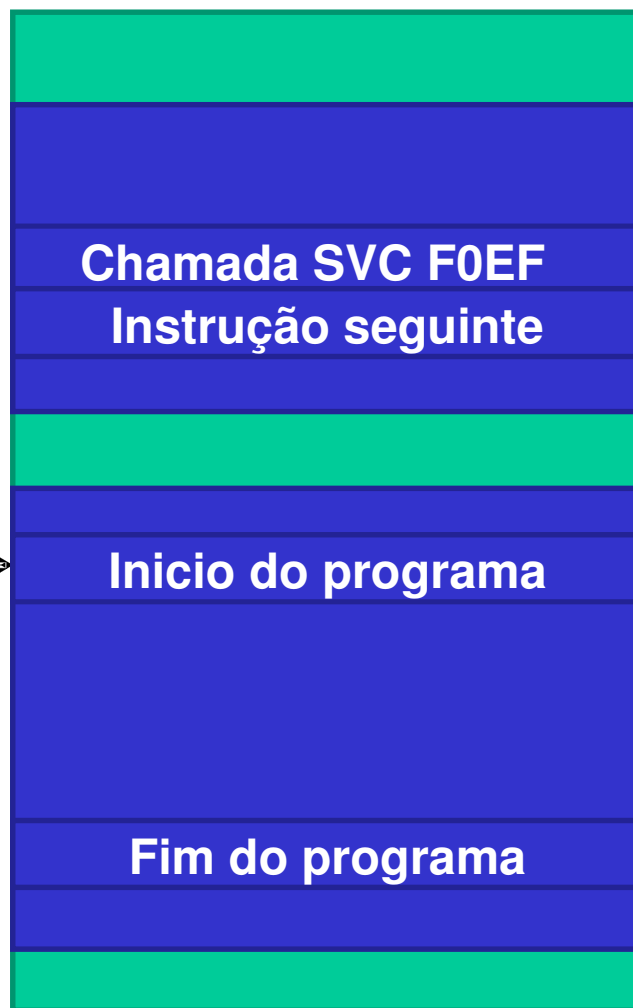 Chamada SVC F0EF
Instrução seguinte
Inicio do programa
Fim do programa